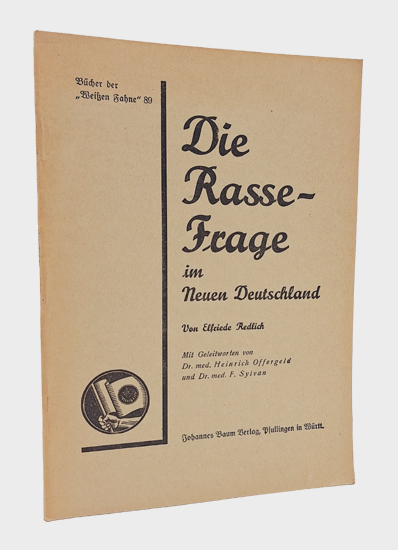 Bücher der
„Weißen Fahne" 89
Die
Rasse-
Frage
im
Neuen Deutschland
Von Elfriede Redlich
Mit Geleitworten von
Dr. med. Heinrich Offergeld
und Dr. med. F. Syivan
Johannes Baum Verlag, Pfullingen in Württ.